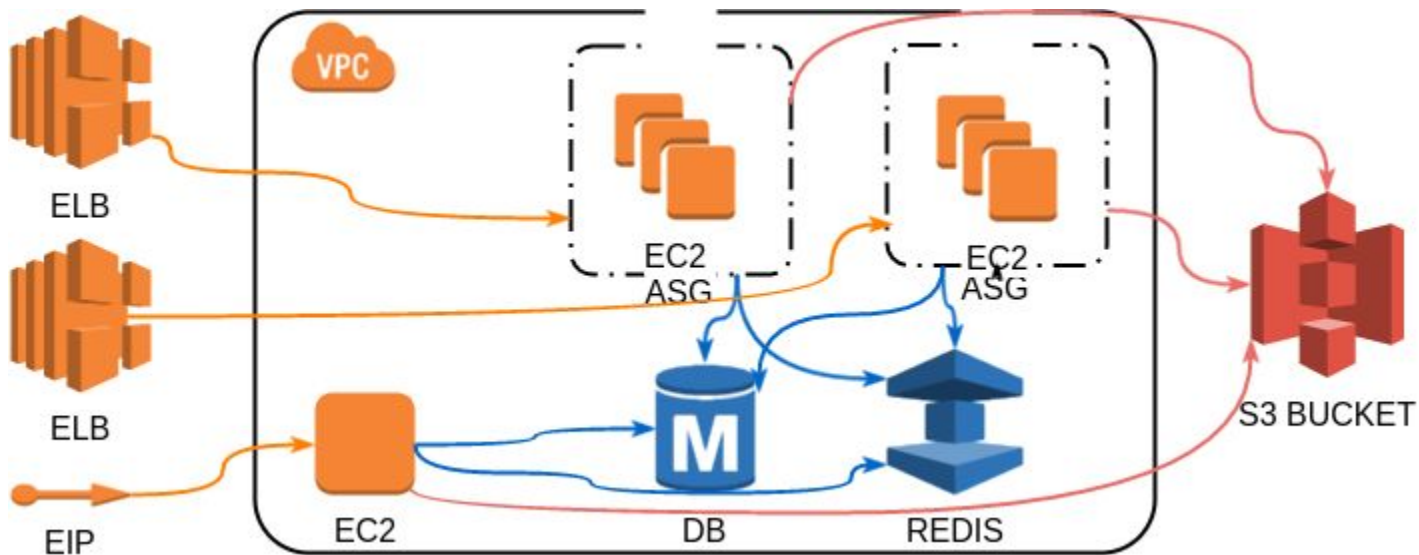 VPC
ELB
EC2
ASG
EC2
ASG
ELB
S3 BUCKET
M
EIP
EC2
DB
REDIS